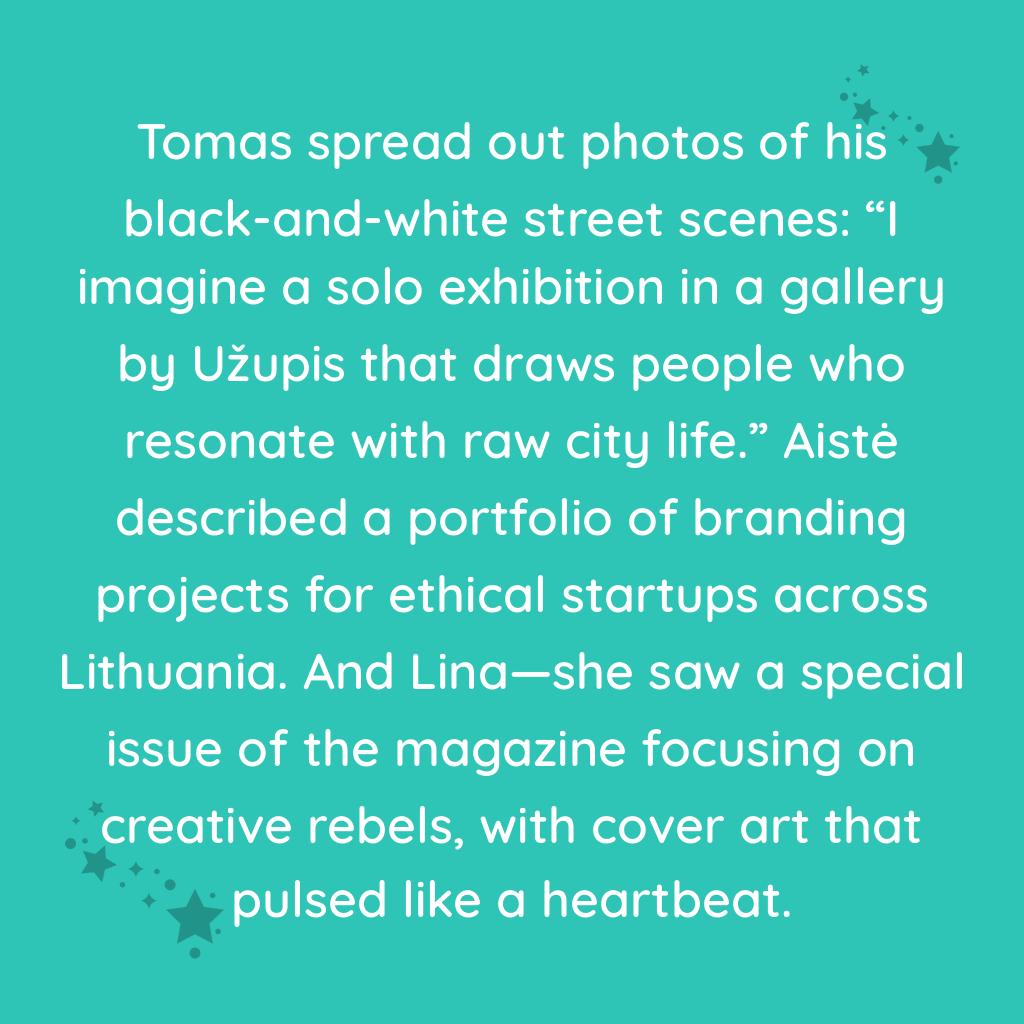 Tomas spread out photos of his
black-and-white street scenes: “I
imagine a solo exhibition in a gallery
by Užupis that draws people who
resonate with raw city life.” Aistė
described a portfolio of branding
projects for ethical startups across
Lithuania. And Lina—she saw a special
issue of the magazine focusing on
creative rebels, with cover art that
pulsed like a heartbeat.